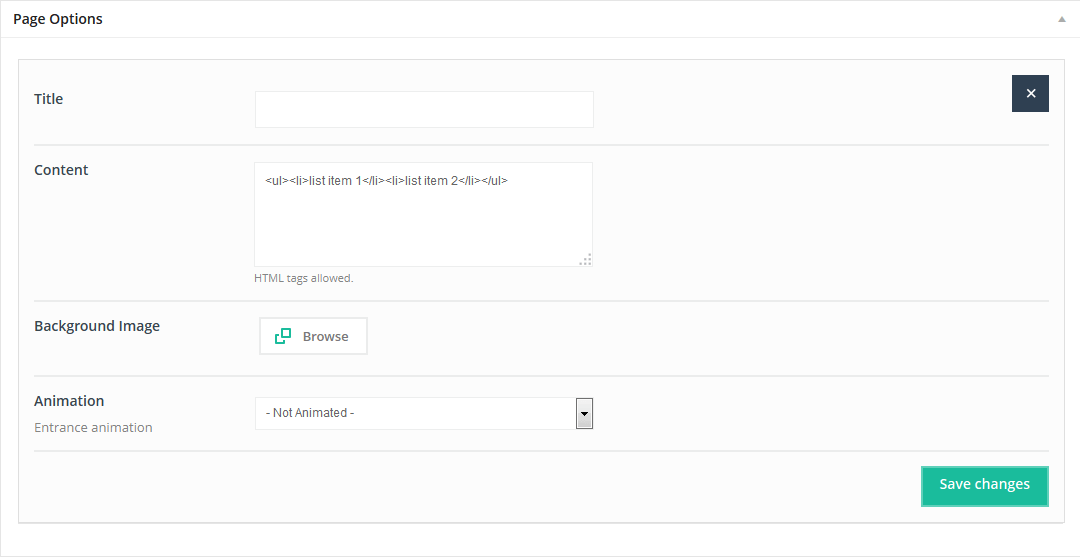 Page Options
Title
Content
<ul><li>list item 1</li><li>list item 2</li></ul>
HTML tags allowed.
Background Image
Browse
Animation
- Not Animated -
Entrance animation
Save changes